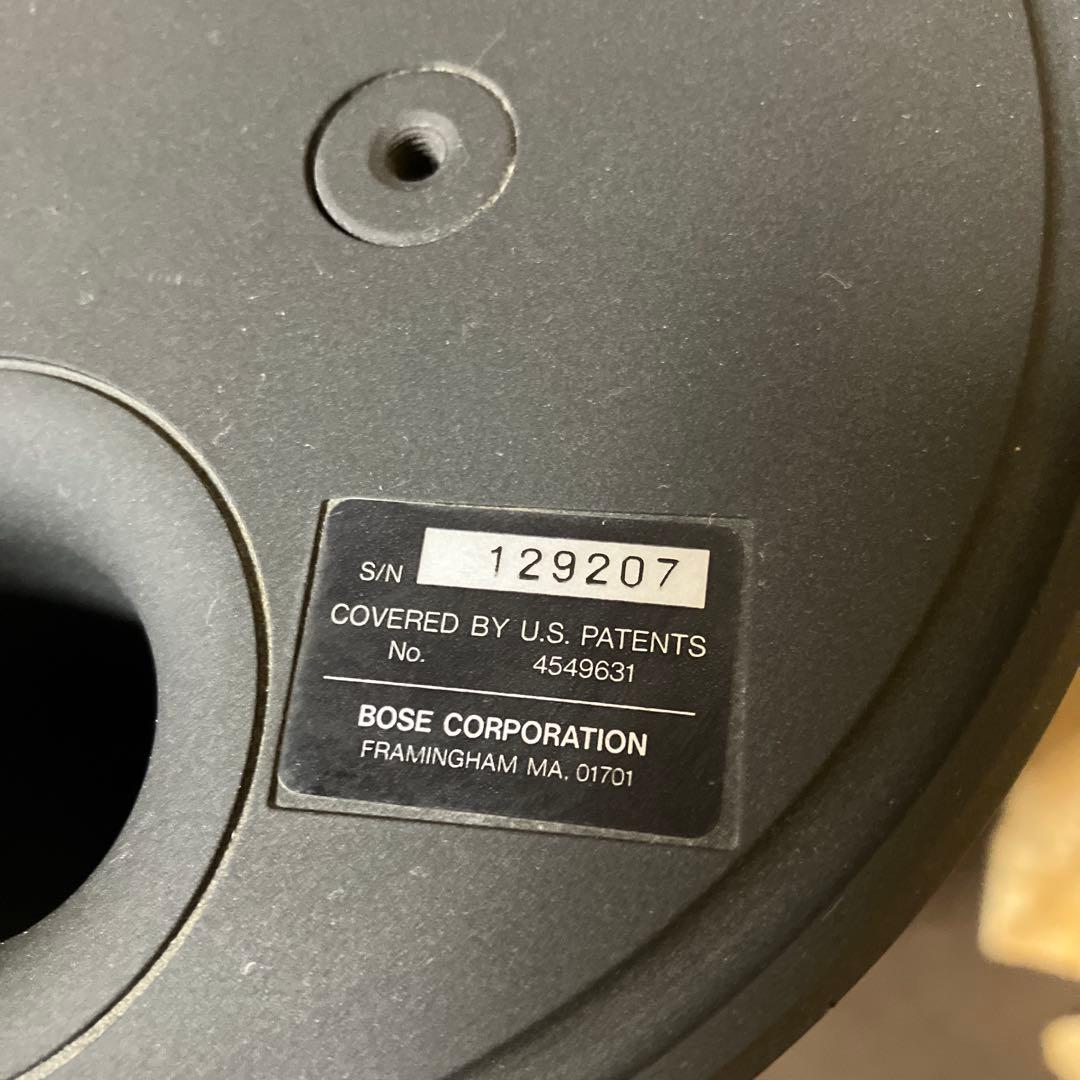 S/N 129207
COVERED BY U.S. PATENTS
No. 4549631
BOSE CORPORATION
FRAMINGHAM MA. 01701